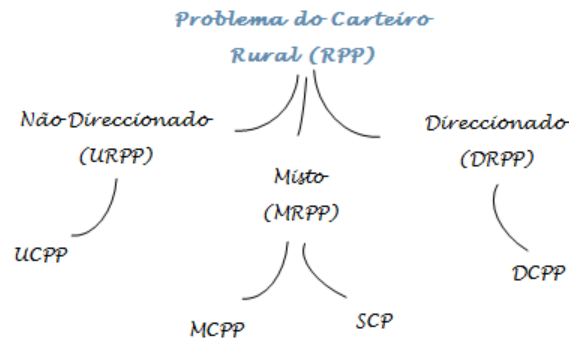 Problema do Carteiro
Rural (RPP)
Não Direccionado
(URPP)
Misto
(MRPP)
Direccionado
(DRPP)
UCPP
MCPP
SCP
DCPP